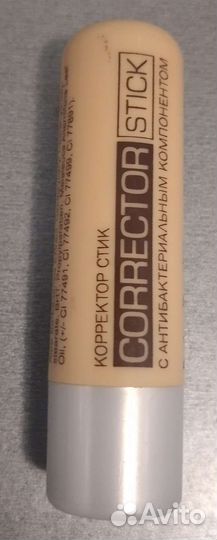 КОРРЕКТОР СТИК
CORRECTOR STICK
С АНТИБАКТЕРИАЛЬНЫМ КОМПОНЕНТОМ
Oil, (+/- CI 77491, CI 77492, CI 77499, CI 77891).
Avito